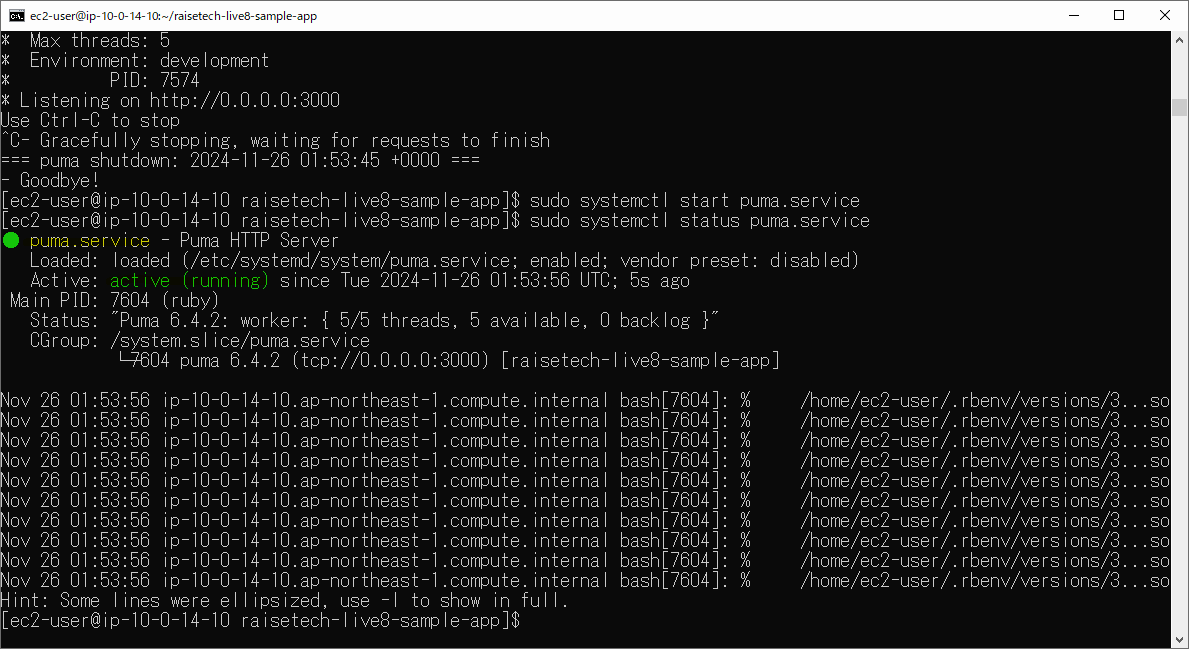 ec2-user@ip-10-0-14-10:~/raisetech-live8-sample-app
*  Max threads: 5
*  Environment: development
*          PID: 7574
* Listening on http://0.0.0.0:3000
Use Ctrl-C to stop
^C- Gracefully stopping, waiting for requests to finish
=== puma shutdown: 2024-11-26 01:53:45 +0000 ===
- Goodbye!
[ec2-user@ip-10-0-14-10 raisetech-live8-sample-app]$ sudo systemctl start puma.service
[ec2-user@ip-10-0-14-10 raisetech-live8-sample-app]$ sudo systemctl status puma.service
● puma.service - Puma HTTP Server
   Loaded: loaded (/etc/systemd/system/puma.service; enabled; vendor preset: disabled)
   Active: active (running) since Tue 2024-11-26 01:53:56 UTC; 5s ago
 Main PID: 7604 (ruby)
   Status: "Puma 6.4.2: worker: { 5/5 threads, 5 available, 0 backlog }"
   CGroup: /system.slice/puma.service
           └─7604 puma 6.4.2 (tcp://0.0.0.0:3000) [raisetech-live8-sample-app]
Nov 26 01:53:56 ip-10-0-14-10.ap-northeast-1.compute.internal bash[7604]: %     /home/ec2-user/.rbenv/versions/3...so
Nov 26 01:53:56 ip-10-0-14-10.ap-northeast-1.compute.internal bash[7604]: %     /home/ec2-user/.rbenv/versions/3...so
Nov 26 01:53:56 ip-10-0-14-10.ap-northeast-1.compute.internal bash[7604]: %     /home/ec2-user/.rbenv/versions/3...so
Nov 26 01:53:56 ip-10-0-14-10.ap-northeast-1.compute.internal bash[7604]: %     /home/ec2-user/.rbenv/versions/3...so
Nov 26 01:53:56 ip-10-0-14-10.ap-northeast-1.compute.internal bash[7604]: %     /home/ec2-user/.rbenv/versions/3...so
Nov 26 01:53:56 ip-10-0-14-10.ap-northeast-1.compute.internal bash[7604]: %     /home/ec2-user/.rbenv/versions/3...so
Nov 26 01:53:56 ip-10-0-14-10.ap-northeast-1.compute.internal bash[7604]: %     /home/ec2-user/.rbenv/versions/3...so
Nov 26 01:53:56 ip-10-0-14-10.ap-northeast-1.compute.internal bash[7604]: %     /home/ec2-user/.rbenv/versions/3...so
Nov 26 01:53:56 ip-10-0-14-10.ap-northeast-1.compute.internal bash[7604]: %     /home/ec2-user/.rbenv/versions/3...so
Nov 26 01:53:56 ip-10-0-14-10.ap-northeast-1.compute.internal bash[7604]: %     /home/ec2-user/.rbenv/versions/3...so
Hint: Some lines were ellipsized, use -l to show in full.
[ec2-user@ip-10-0-14-10 raisetech-live8-sample-app]$